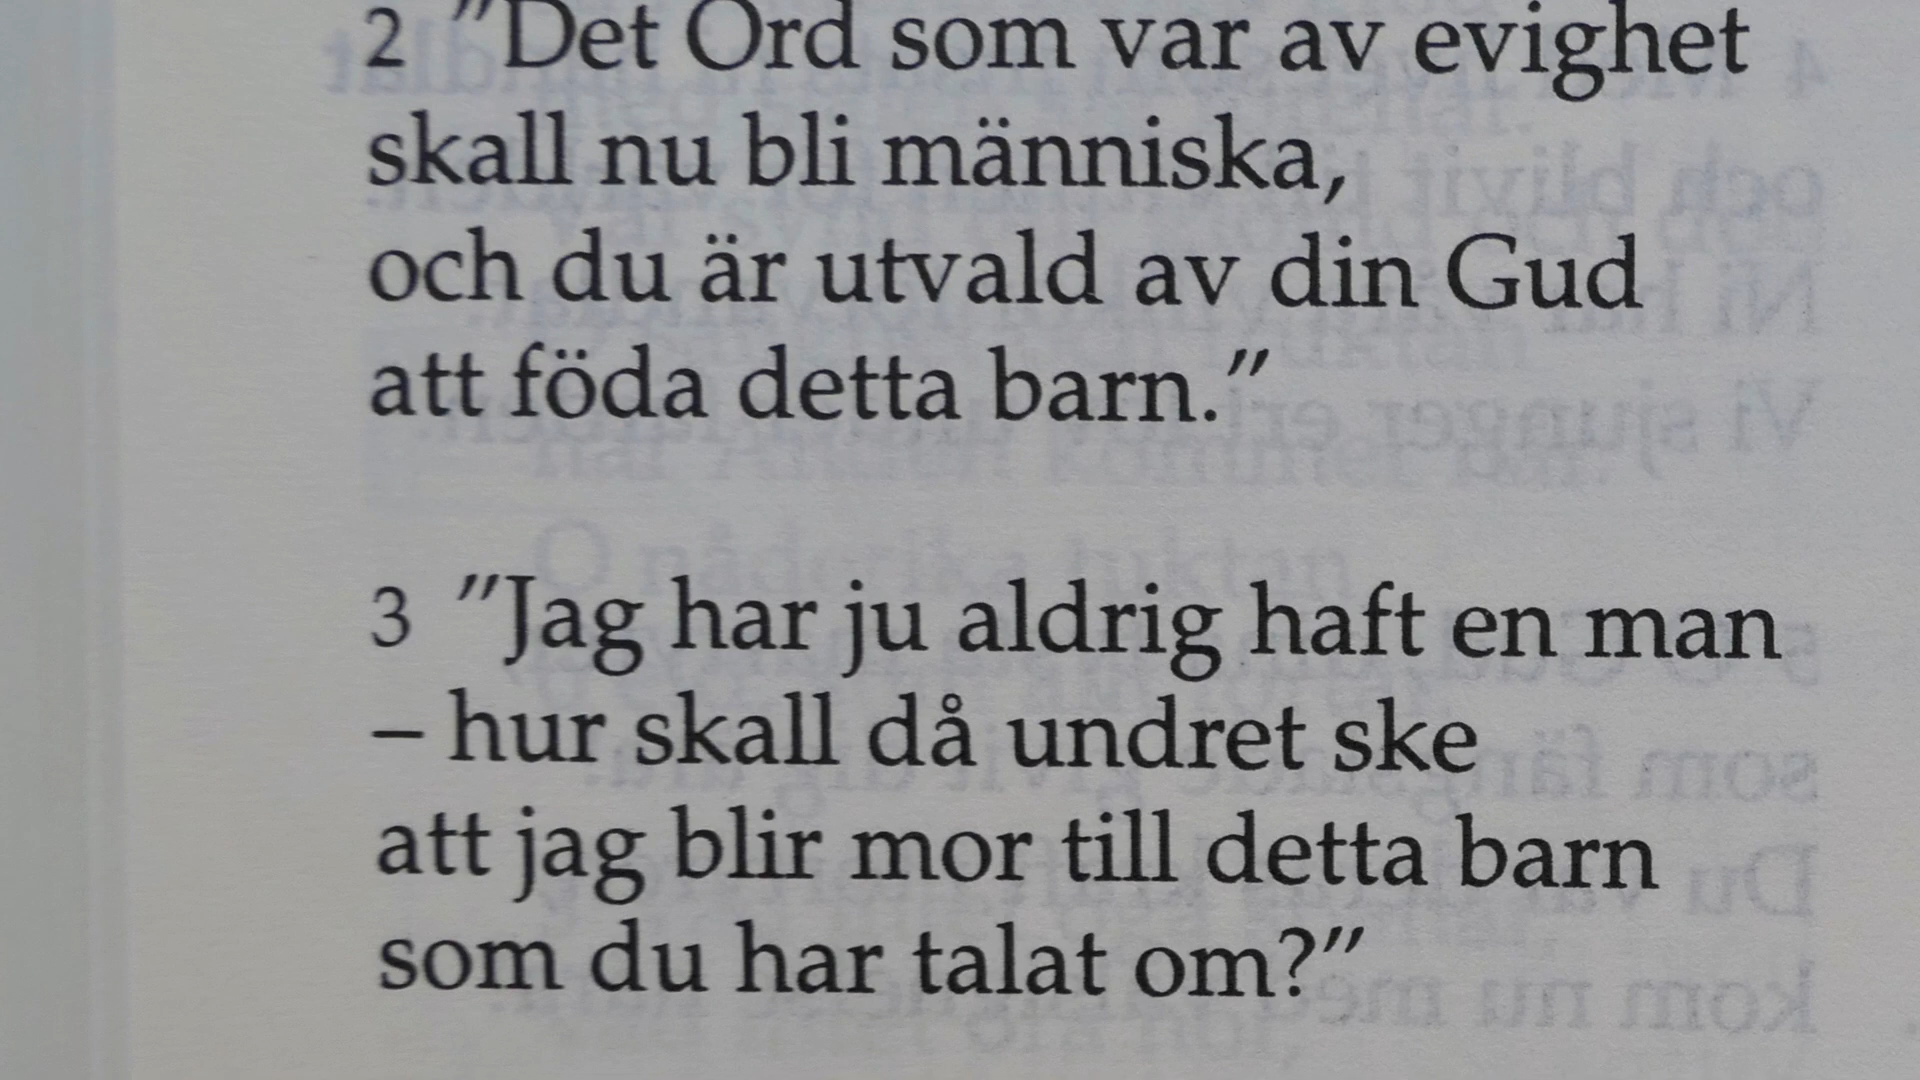 2 "Det Ord som var av evighet
skall nu bli människa,
och du är utvald av din Gud
att föda detta barn."
3 "Jag har ju aldrig haft en man
– hur skall då undret ske
att jag blir mor till detta barn
som du har talat om?"